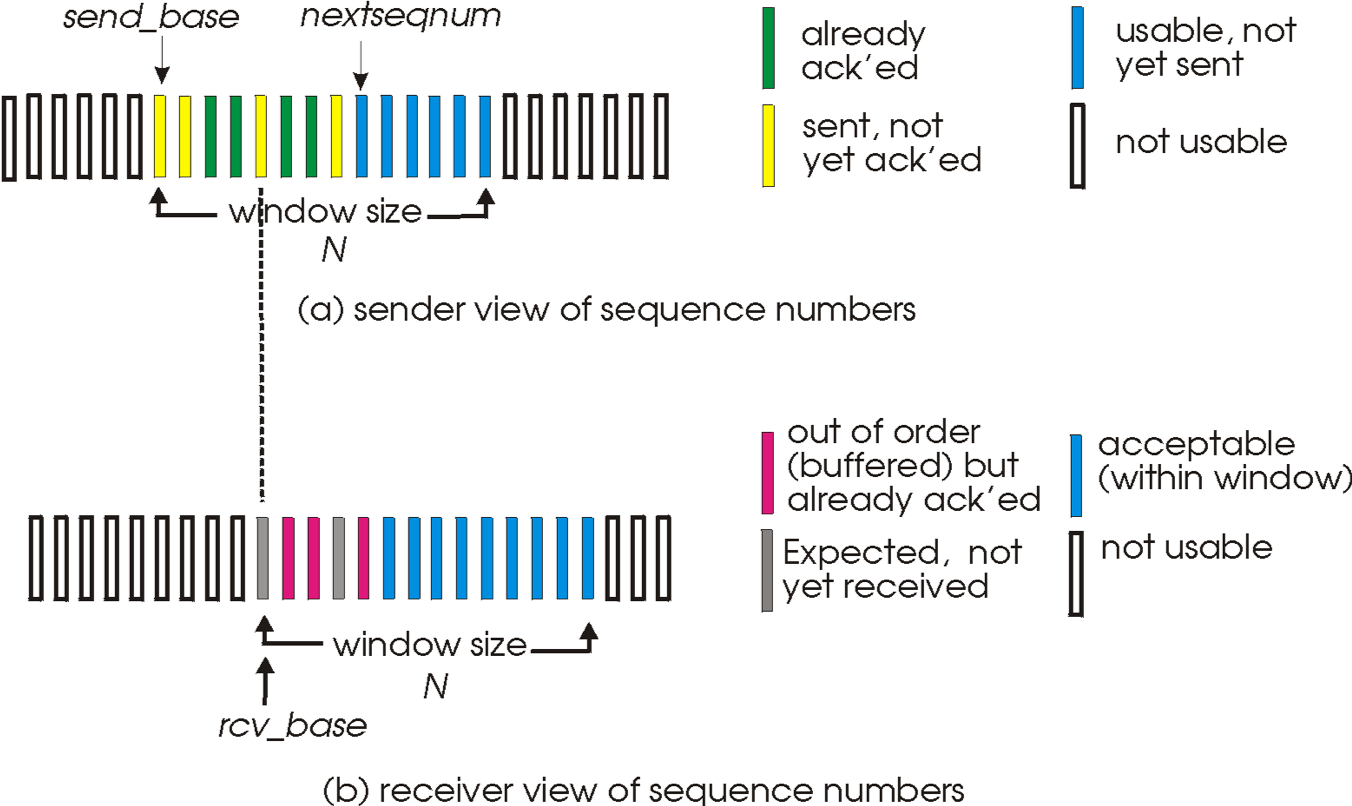 send_base
nextseqnum
already
ack'ed
usable, not
yet sent
sent, not
yet ack'ed
not usable
window size
N
(a) sender view of sequence numbers
out of order
(buffered) but
already ack'ed
acceptable
(within window)
Expected, not
yet received
not usable
window size
N
rcv_base
(b) receiver view of sequence numbers